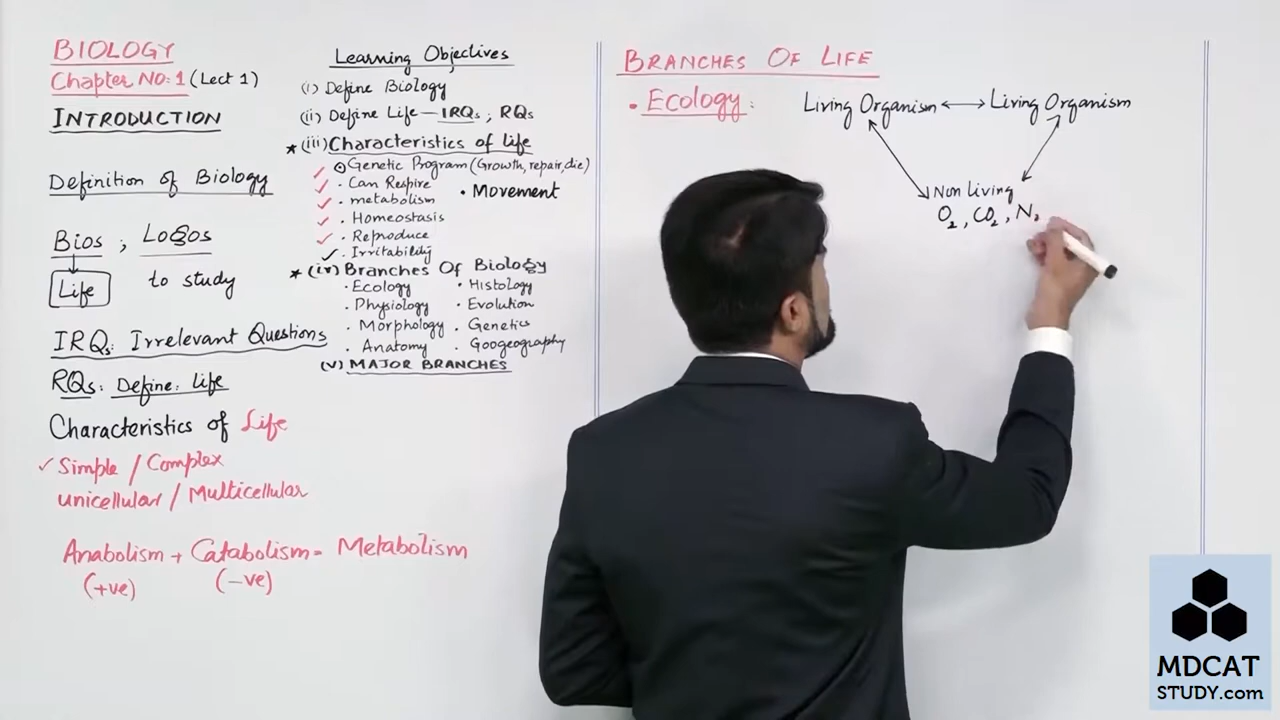 BIOLOGY
Chapter NO: 1 (Lect 1)
INTRODUCTION
Definition of Biology
Bios ; Logos
Life
to study
IRQs: Irrelevant Questions
RQs: Define: Life
Characteristics of Life
✓ Simple / Complex
unicellular / Multicellular
Anabolism + Catabolism = Metabolism
(+ve) (-ve)
Learning Objectives
(i) Define Biology
(ii) Define Life — IRQs, RQs
★ (iii) Characteristics of life
✓ Genetic Program (Growth, repair, die)
✓ · Can Respire
• Movement
✓ · metabolism
✓ · Homeostasis
✓ · Reproduce
✓ · Irritability
★ (iv) Branches Of Biology
· Ecology • Histology
· Physiology • Evolution
· Morphology • Genetics
· Anatomy • Googeography
(v) MAJOR BRANCHES
BRANCHES OF LIFE
• Ecology:
Living Organism ↔ Living Organism
Non Living
O₂, CO₂, N₂
MDCAT
STUDY.com